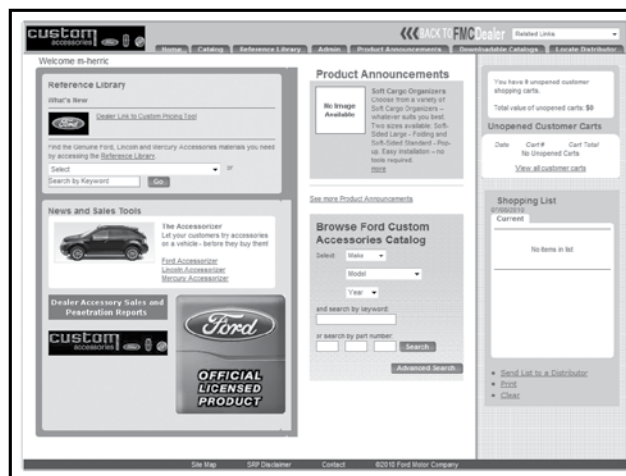 custom
accessories
BACK TO FMCDealer
Related Links
Home
Catalog
Reference Library
Admin
Product Announcements
Downloadable Catalogs
Locate Distributor
Welcome m-herric
Reference Library
What's New
Dealer Link to Custom Pricing Tool
Find the Genuine Ford, Lincoln and Mercury Accessories materials you need
by accessing the Reference Library.
Select
or
Search by Keyword
Go
News and Sales Tools
The Accessorizer
Let your customers try accessories
on a vehicle - before they buy them!
Ford Accessorizer
Lincoln Accessorizer
Mercury Accessorizer
Dealer Accessory Sales and
Penetration Reports
custom
accessories
Ford
OFFICIAL
LICENSED
PRODUCT
Product Announcements
No Image
Available
Soft Cargo Organizers
Choose from a variety of
Soft Cargo Organizers –
whatever suits you best.
Two sizes available: Soft-
Sided Large - Folding and
Soft-Sided Standard - Pop-
up. Easy installation – no
tools required.
more
See more Product Announcements
Browse Ford Custom
Accessories Catalog
Select:
Make
Model
Year
and search by keyword:
or search by part number:
Search
Advanced Search
You have 0 unopened customer
shopping carts.
Total value of unopened carts: $0
Unopened Customer Carts
Date Cart # Cart Total
No Unopened Carts
View all customer carts
Shopping List
Current
No items in list
Send List to a Distributor
Print
Clear
Site Map
SRP Disclaimer
Contact
©2010 Ford Motor Company